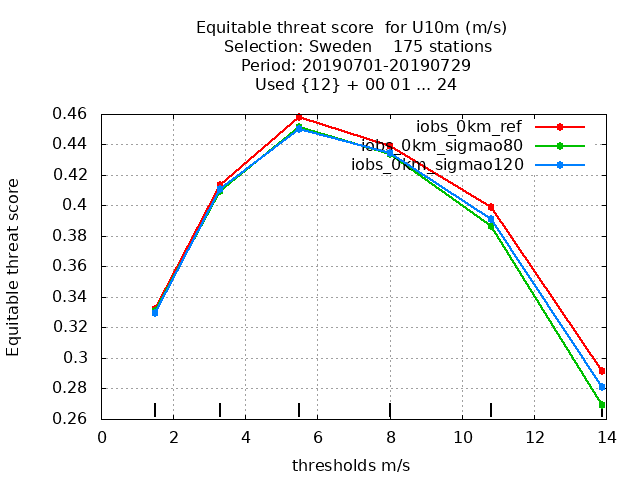 Equitable threat score  for U10m (m/s)
Selection: Sweden    175 stations
Period: 20190701-20190729
Used {12} + 00 01 ... 24
iobs_0km_ref
iobs_0km_sigmao80
iobs_0km_sigmao120
Equitable threat score
0.46
0.44
0.42
0.4
0.38
0.36
0.34
0.32
0.3
0.28
0.26
0 2 4 6 8 10 12 14
thresholds m/s